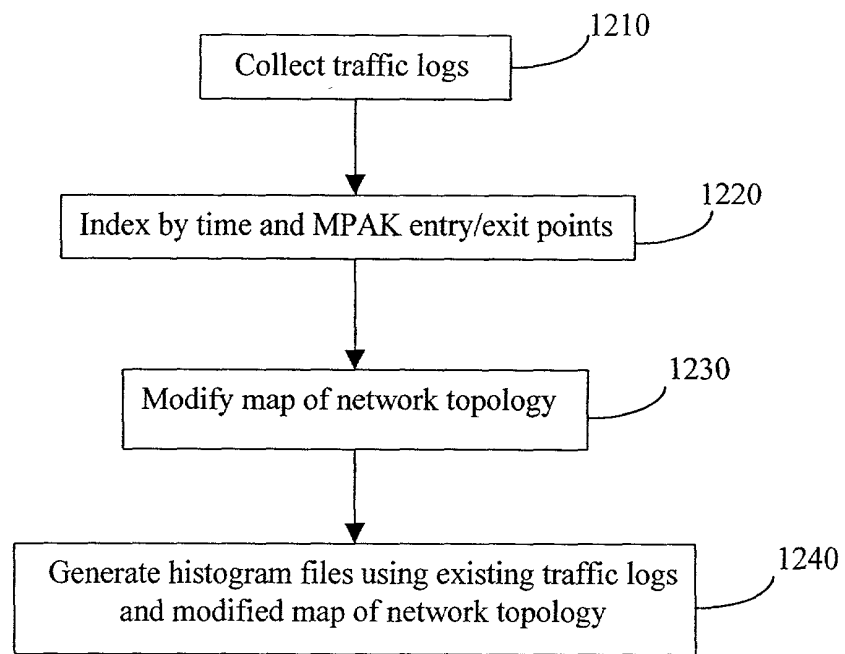 1210
Collect traffic logs
1220
Index by time and MPAK entry/exit points
1230
Modify map of network topology
1240
Generate histogram files using existing traffic logs
and modified map of network topology